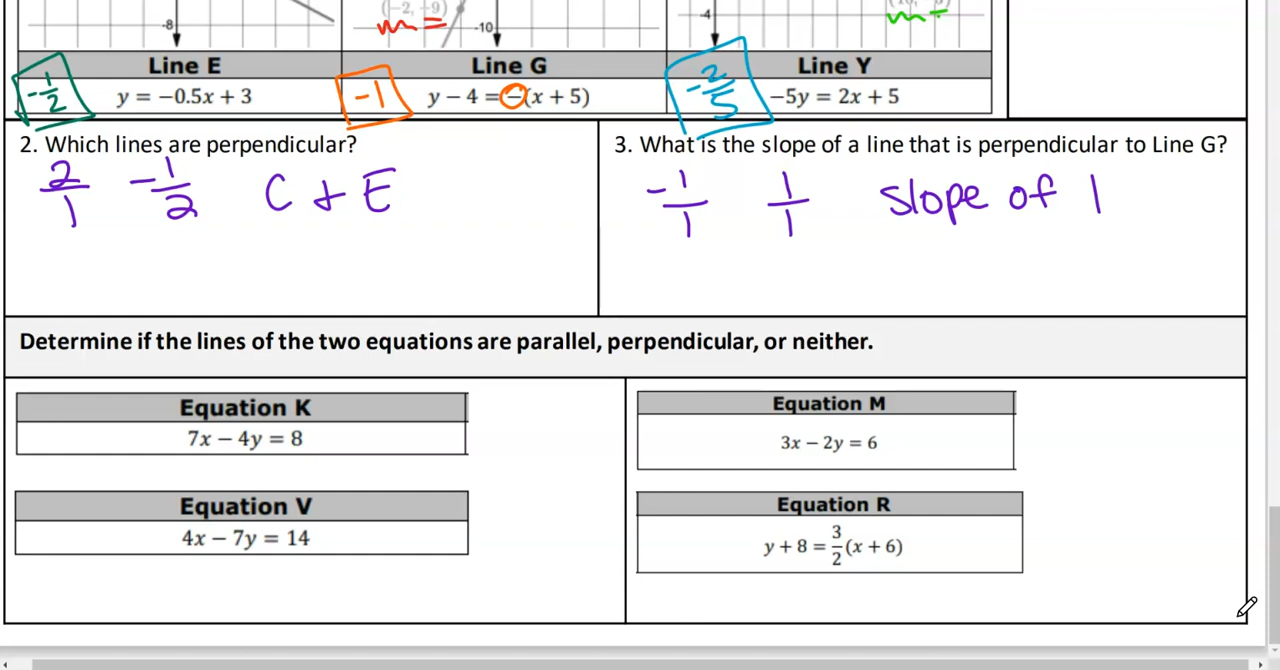 -8
(−2, −9)
m =
-10
-4
m =
Line E
Line G
Line Y
-1/2
y = −0.5x + 3
-1
y − 4 = −(x + 5)
-2/5
−5y = 2x + 5
2. Which lines are perpendicular?
2/1 -1/2 C + E
3. What is the slope of a line that is perpendicular to Line G?
-1/1 1/1 slope of 1
Determine if the lines of the two equations are parallel, perpendicular, or neither.
Equation K
7x − 4y = 8
Equation V
4x − 7y = 14
Equation M
3x − 2y = 6
Equation R
y + 8 = 3/2(x + 6)